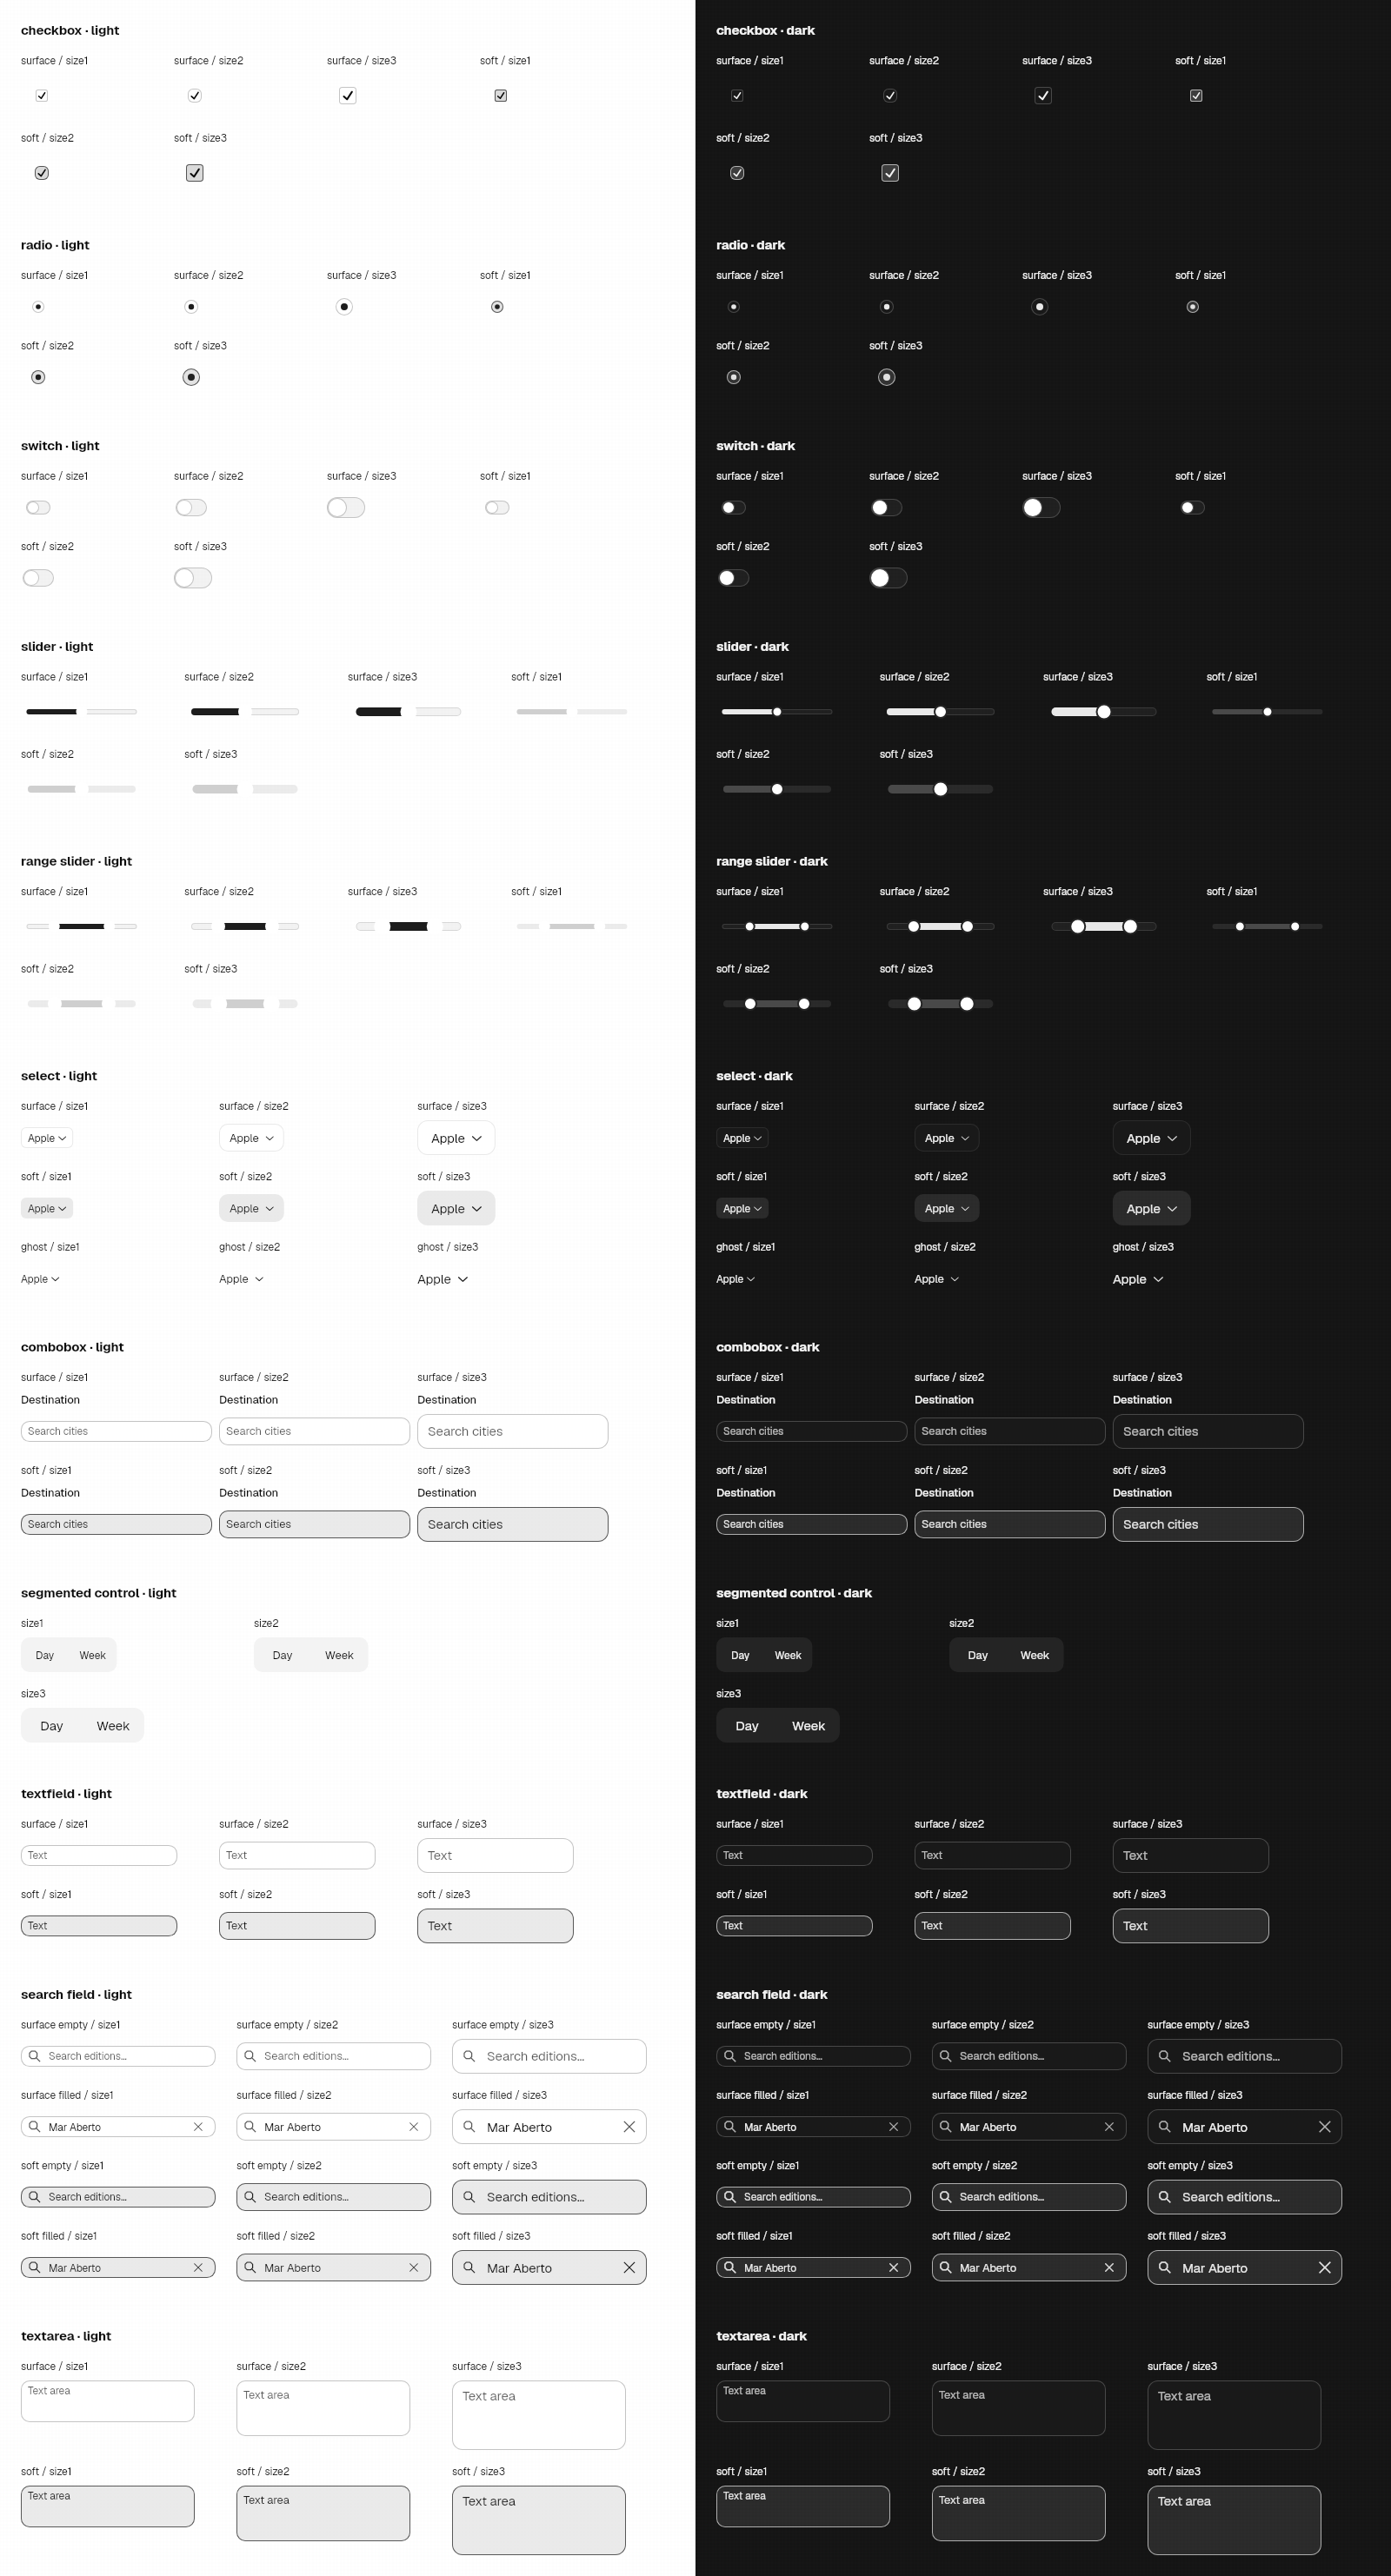 checkbox · light
surface / size1
surface / size2
surface / size3
soft / size1
soft / size2
soft / size3
radio · light
surface / size1
surface / size2
surface / size3
soft / size1
soft / size2
soft / size3
switch · light
surface / size1
surface / size2
surface / size3
soft / size1
soft / size2
soft / size3
slider · light
surface / size1
surface / size2
surface / size3
soft / size1
soft / size2
soft / size3
range slider · light
surface / size1
surface / size2
surface / size3
soft / size1
soft / size2
soft / size3
select · light
surface / size1
surface / size2
surface / size3
Apple
Apple
Apple
soft / size1
soft / size2
soft / size3
Apple
Apple
Apple
ghost / size1
ghost / size2
ghost / size3
Apple
Apple
Apple
combobox · light
surface / size1
surface / size2
surface / size3
Destination
Destination
Destination
Search cities
Search cities
Search cities
soft / size1
soft / size2
soft / size3
Destination
Destination
Destination
Search cities
Search cities
Search cities
segmented control · light
size1
size2
Day
Week
Day
Week
size3
Day
Week
textfield · light
surface / size1
surface / size2
surface / size3
Text
Text
Text
soft / size1
soft / size2
soft / size3
Text
Text
Text
search field · light
surface empty / size1
surface empty / size2
surface empty / size3
Search editions...
Search editions...
Search editions...
surface filled / size1
surface filled / size2
surface filled / size3
Mar Aberto
Mar Aberto
Mar Aberto
soft empty / size1
soft empty / size2
soft empty / size3
Search editions...
Search editions...
Search editions...
soft filled / size1
soft filled / size2
soft filled / size3
Mar Aberto
Mar Aberto
Mar Aberto
textarea · light
surface / size1
surface / size2
surface / size3
Text area
Text area
Text area
soft / size1
soft / size2
soft / size3
Text area
Text area
Text area
checkbox · dark
surface / size1
surface / size2
surface / size3
soft / size1
soft / size2
soft / size3
radio · dark
surface / size1
surface / size2
surface / size3
soft / size1
soft / size2
soft / size3
switch · dark
surface / size1
surface / size2
surface / size3
soft / size1
soft / size2
soft / size3
slider · dark
surface / size1
surface / size2
surface / size3
soft / size1
soft / size2
soft / size3
range slider · dark
surface / size1
surface / size2
surface / size3
soft / size1
soft / size2
soft / size3
select · dark
surface / size1
surface / size2
surface / size3
Apple
Apple
Apple
soft / size1
soft / size2
soft / size3
Apple
Apple
Apple
ghost / size1
ghost / size2
ghost / size3
Apple
Apple
Apple
combobox · dark
surface / size1
surface / size2
surface / size3
Destination
Destination
Destination
Search cities
Search cities
Search cities
soft / size1
soft / size2
soft / size3
Destination
Destination
Destination
Search cities
Search cities
Search cities
segmented control · dark
size1
size2
Day
Week
Day
Week
size3
Day
Week
textfield · dark
surface / size1
surface / size2
surface / size3
Text
Text
Text
soft / size1
soft / size2
soft / size3
Text
Text
Text
search field · dark
surface empty / size1
surface empty / size2
surface empty / size3
Search editions...
Search editions...
Search editions...
surface filled / size1
surface filled / size2
surface filled / size3
Mar Aberto
Mar Aberto
Mar Aberto
soft empty / size1
soft empty / size2
soft empty / size3
Search editions...
Search editions...
Search editions...
soft filled / size1
soft filled / size2
soft filled / size3
Mar Aberto
Mar Aberto
Mar Aberto
textarea · dark
surface / size1
surface / size2
surface / size3
Text area
Text area
Text area
soft / size1
soft / size2
soft / size3
Text area
Text area
Text area